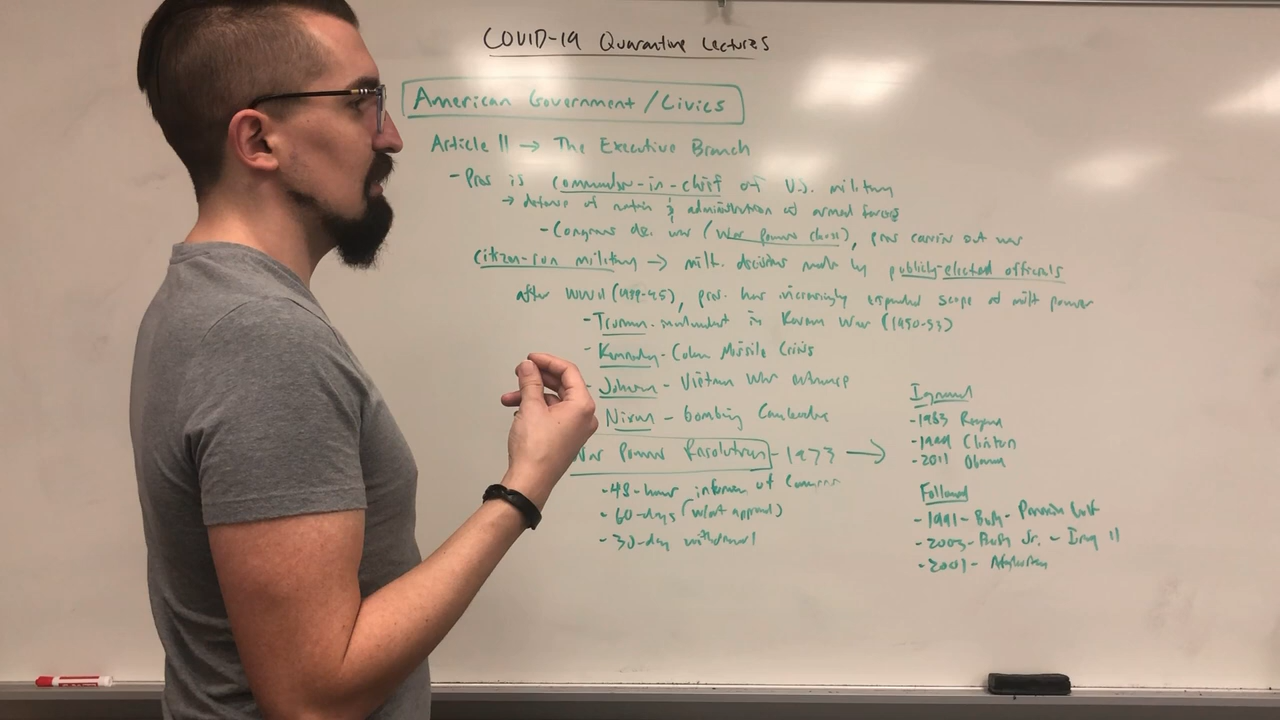 COVID-19 Quarantine Lectures
American Government/Civics
Article II → The Executive Branch
- Pres is commander-in-chief of U.S. military
→ defense of nation & administration of armed forces
- Congress dec. war (War Powers Clause), pres carries out war
Citizen-run military → milt. decisions made by publicly-elected officials
after WWII (1939-45), pres. has increasingly expanded scope of milt power
- Truman - involvement in Korean War (1950-53)
- Kennedy - Cuban Missile Crisis
- Johnson - Vietnam War entrance
- Nixon - bombing Cambodia
War Powers Resolution - 1973 →
- 48-hour inform of Congress
- 60-days (w/out approval)
- 30-day withdrawal
Ignored
- 1983 Reagan
- 1999 Clinton
- 2011 Obama
Followed
- 1991 - Bush - Persian Gulf
- 2003 - Bush Jr. - Iraq II
- 2001 - Afghanistan